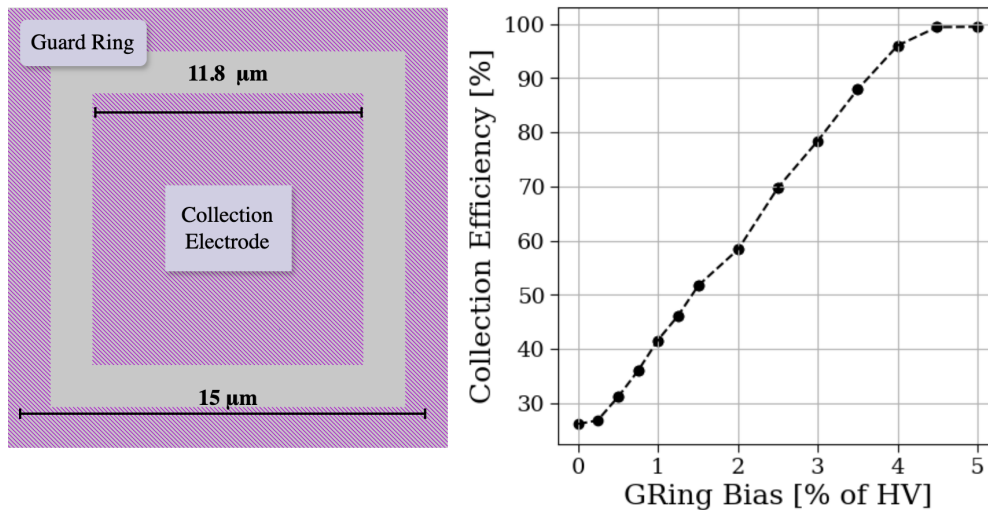 Guard Ring
11.8 μm
Collection
Electrode
15 μm
Collection Efficiency [%]
100
90
80
70
60
50
40
30
0 1 2 3 4 5
GRing Bias [% of HV]